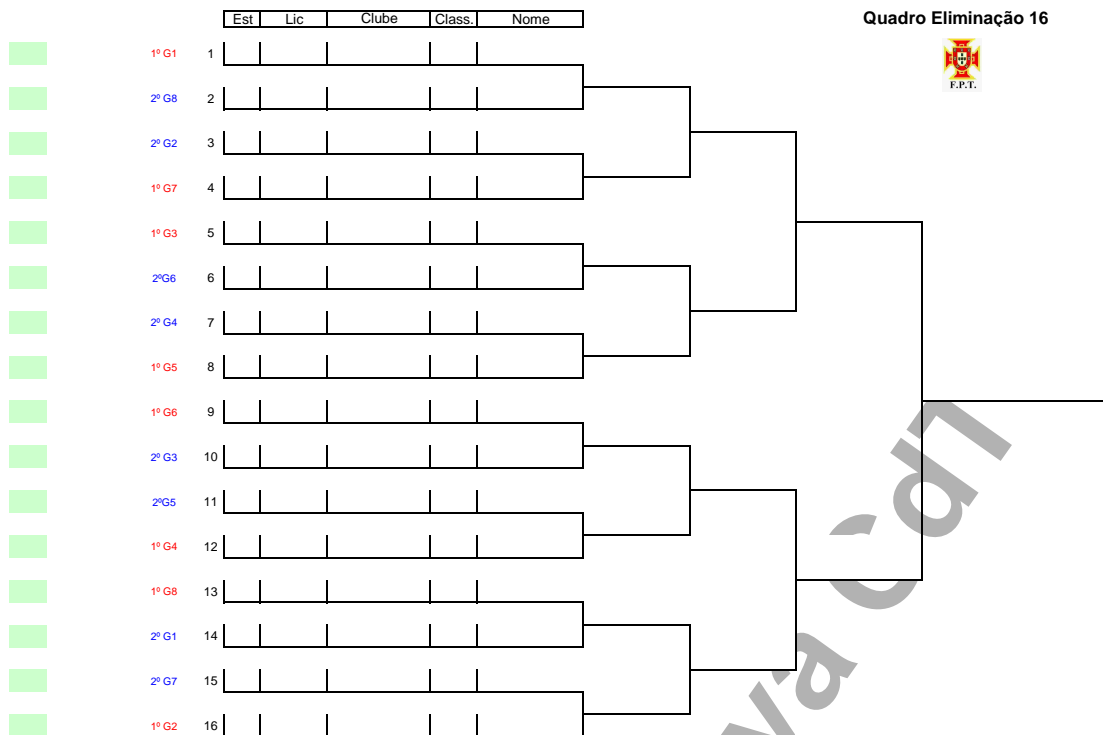 Est Lic Clube Class. Nome
Quadro Eliminação 16
F.P.T.
1º G1 1
2º G8 2
2º G2 3
1º G7 4
1º G3 5
2ºG6 6
2º G4 7
1º G5 8
1º G6 9
2º G3 10
2ºG5 11
1º G4 12
1º G8 13
2º G1 14
2º G7 15
1º G2 16